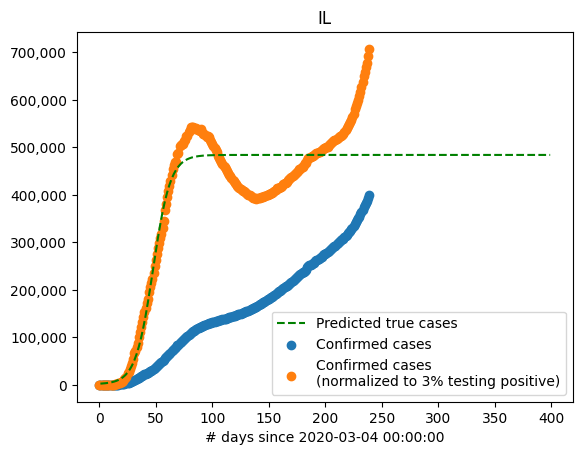 IL
700,000
600,000
500,000
400,000
300,000
200,000
100,000
0
Predicted true cases
Confirmed cases
Confirmed cases
(normalized to 3% testing positive)
0 50 100 150 200 250 300 350 400
# days since 2020-03-04 00:00:00